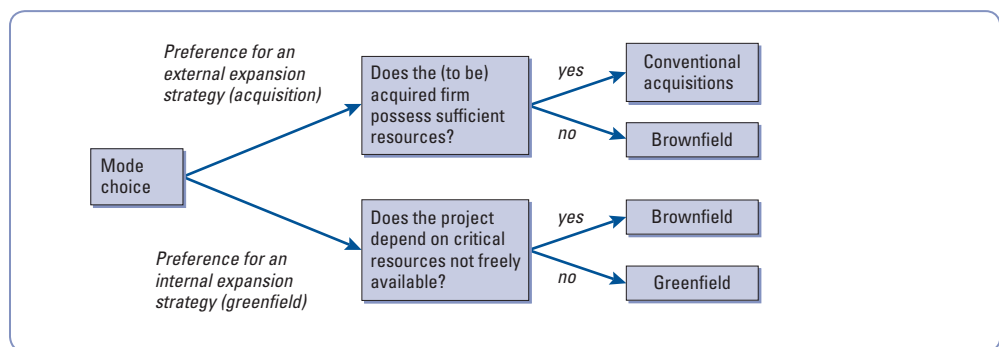 Preference for an
external expansion
strategy (acquisition)
Does the (to be)
acquired firm
possess sufficient
resources?
yes
no
Conventional
acquisitions
Brownfield
Mode
choice
Preference for an
internal expansion
strategy (greenfield)
Does the project
depend on critical
resources not freely
available?
yes
no
Brownfield
Greenfield